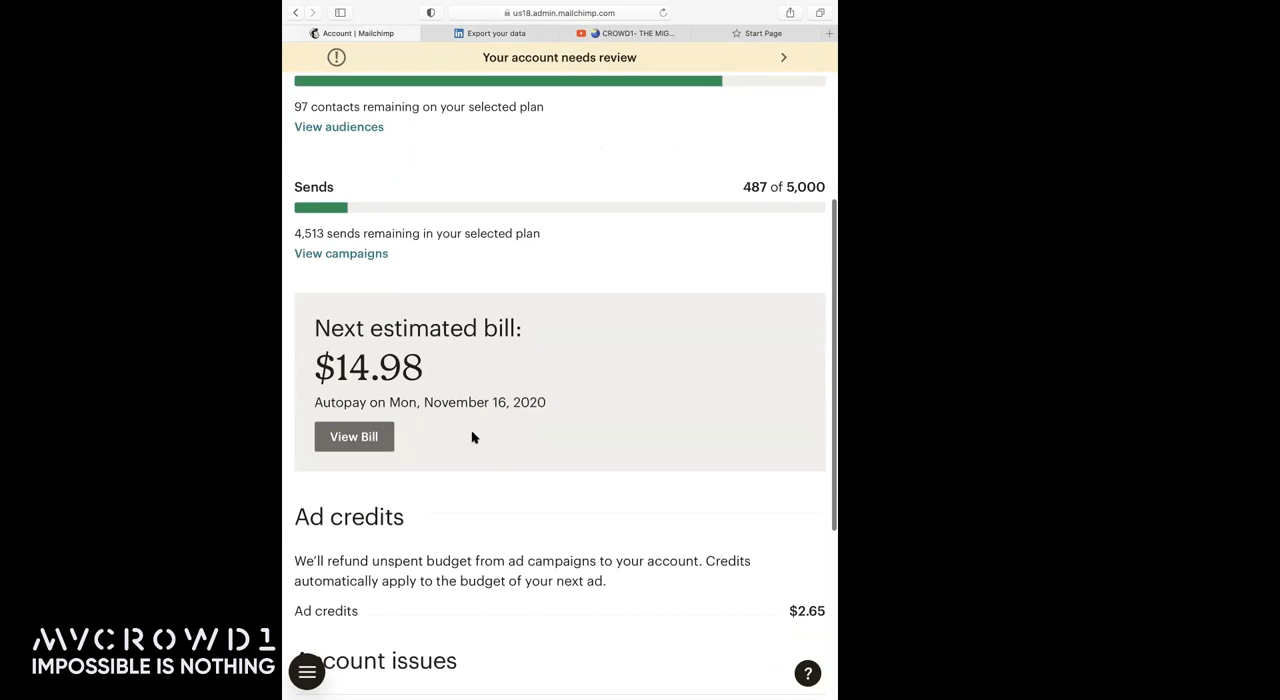 us18.admin.mailchimp.com
Account | Mailchimp
Export your data
CROWD1- THE MIG...
Start Page
Your account needs review
97 contacts remaining on your selected plan
View audiences
Sends 487 of 5,000
4,513 sends remaining in your selected plan
View campaigns
Next estimated bill:
$14.98
Autopay on Mon, November 16, 2020
View Bill
Ad credits
We'll refund unspent budget from ad campaigns to your account. Credits
automatically apply to the budget of your next ad.
Ad credits $2.65
count issues
?
MYCROWD1
IMPOSSIBLE IS NOTHING